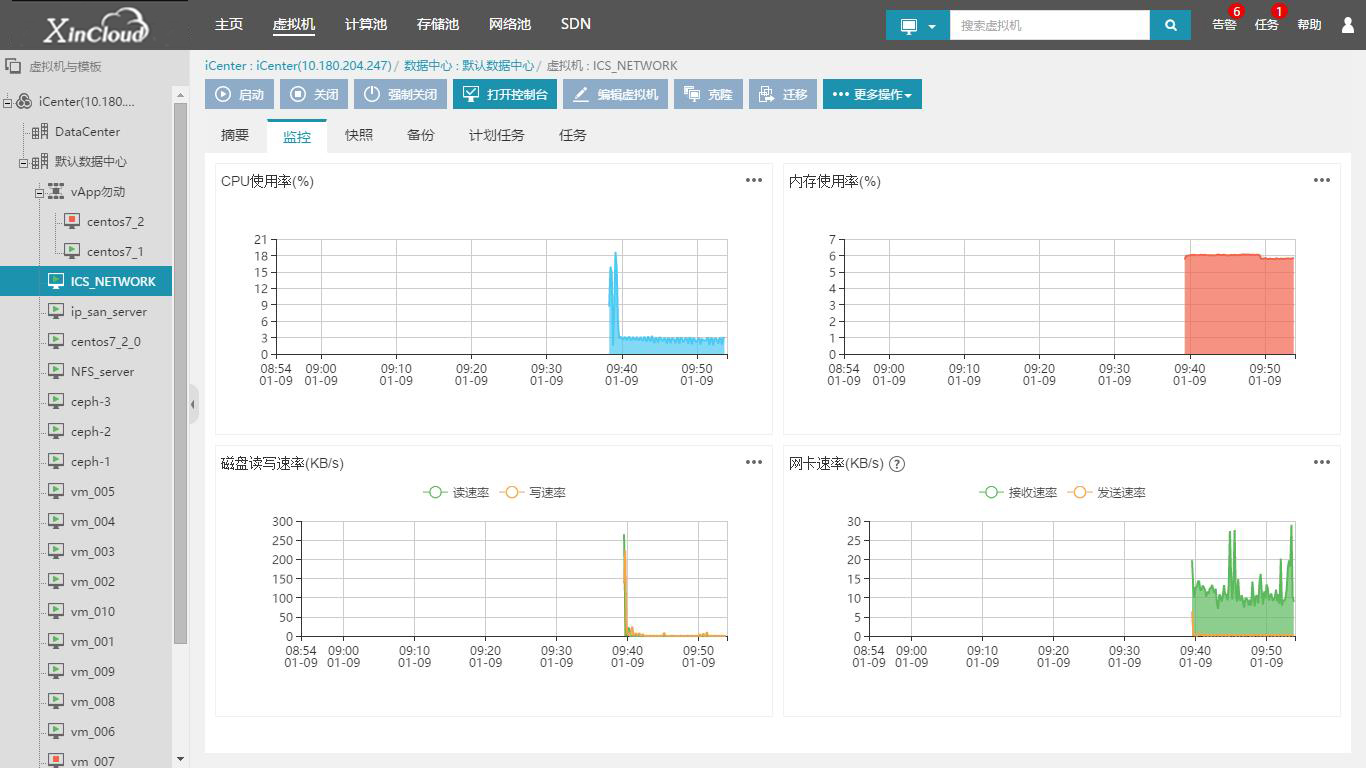 XinCloud
主页 虚拟机 计算池 存储池 网络池 SDN
搜索虚拟机
告警 6 任务 1 帮助
虚拟机与模板
iCenter(10.180....
DataCenter
默认数据中心
vApp勿动
centos7_2
centos7_1
ICS_NETWORK
ip_san_server
centos7_2_0
NFS_server
ceph-3
ceph-2
ceph-1
vm_005
vm_004
vm_003
vm_002
vm_010
vm_001
vm_009
vm_008
vm_006
vm_007
iCenter : iCenter(10.180.204.247) / 数据中心 : 默认数据中心 / 虚拟机 : ICS_NETWORK
启动 关闭 强制关闭 打开控制台 编辑虚拟机 克隆 迁移 ••• 更多操作
摘要 监控 快照 备份 计划任务 任务
CPU使用率(%)
21
18
15
12
9
6
3
0
08:54 09:00 09:10 09:20 09:30 09:40 09:50
01-09 01-09 01-09 01-09 01-09 01-09 01-09
内存使用率(%)
7
6
5
4
3
2
1
0
08:54 09:00 09:10 09:20 09:30 09:40 09:50
01-09 01-09 01-09 01-09 01-09 01-09 01-09
磁盘读写速率(KB/s)
读速率 写速率
300
250
200
150
100
50
0
08:54 09:00 09:10 09:20 09:30 09:40 09:50
01-09 01-09 01-09 01-09 01-09 01-09 01-09
网卡速率(KB/s) ?
接收速率 发送速率
30
25
20
15
10
5
0
08:54 09:00 09:10 09:20 09:30 09:40 09:50
01-09 01-09 01-09 01-09 01-09 01-09 01-09